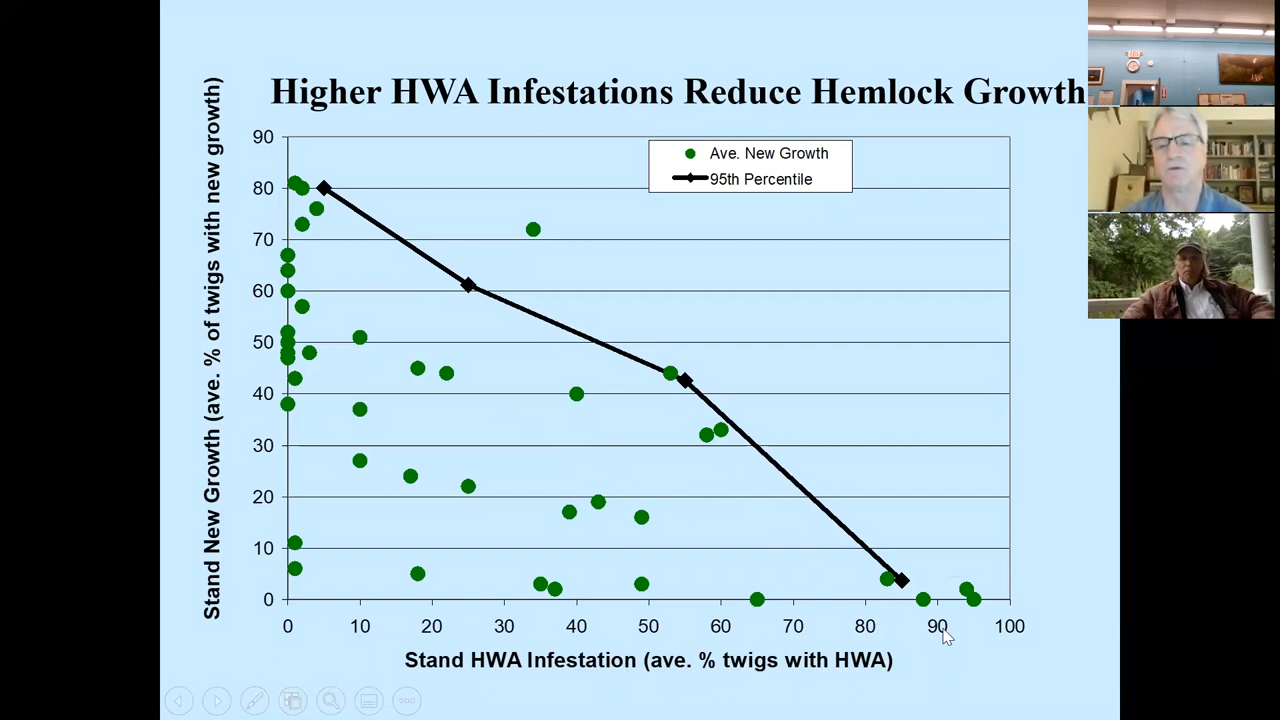 Higher HWA Infestations Reduce Hemlock Growth
Stand New Growth (ave. % of twigs with new growth)
90
80
70
60
50
40
30
20
10
0
Ave. New Growth
95th Percentile
0 10 20 30 40 50 60 70 80 90 100
Stand HWA Infestation (ave. % twigs with HWA)